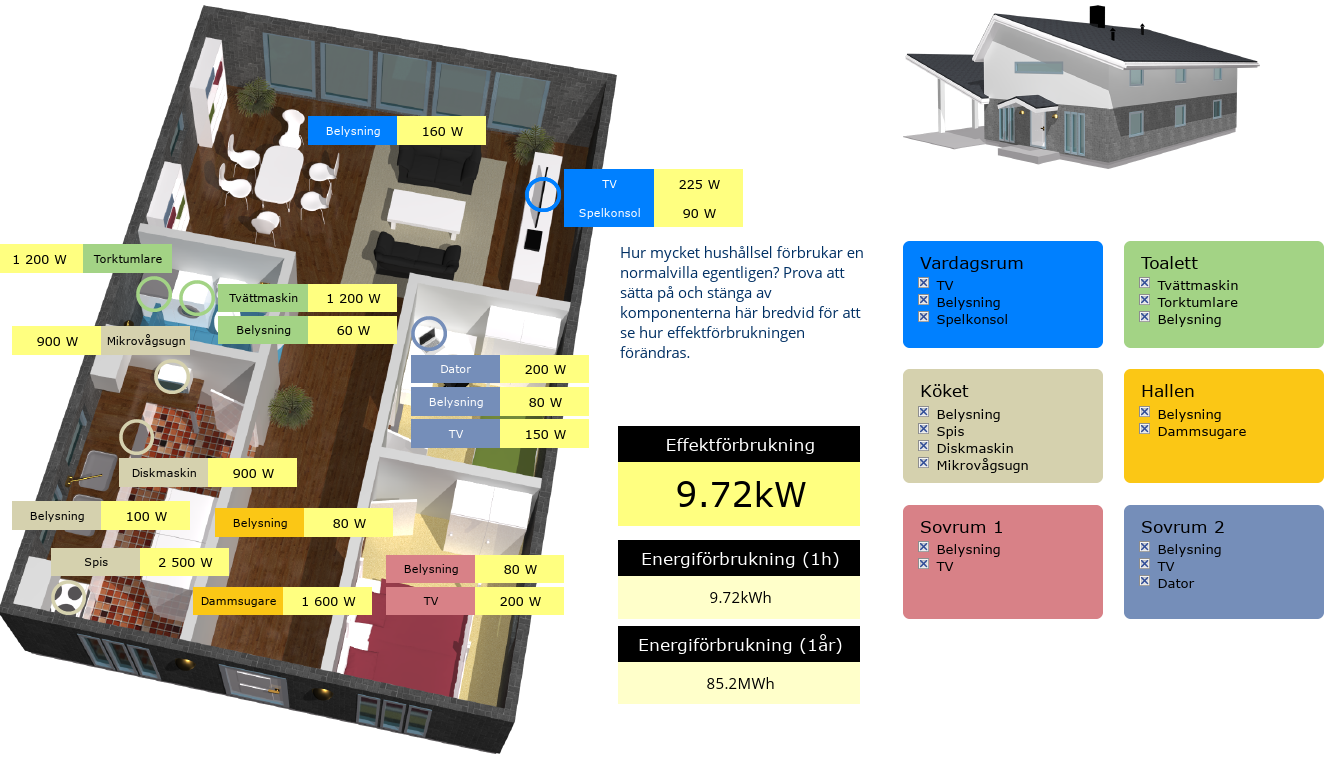 Belysning 160 W
TV 225 W
Spelkonsol 90 W
1 200 W Torktumlare
Tvättmaskin 1 200 W
Belysning 60 W
900 W Mikrovågsugn
Dator 200 W
Belysning 80 W
TV 150 W
Diskmaskin 900 W
Belysning 100 W
Belysning 80 W
Spis 2 500 W
Belysning 80 W
Dammsugare 1 600 W
TV 200 W
Hur mycket hushållsel förbrukar en
normalvilla egentligen? Prova att
sätta på och stänga av
komponenterna här bredvid för att
se hur effektförbrukningen
förändras.
Effektförbrukning
9.72kW
Energiförbrukning (1h)
9.72kWh
Energiförbrukning (1år)
85.2MWh
Vardagsrum
TV
Belysning
Spelkonsol
Toalett
Tvättmaskin
Torktumlare
Belysning
Köket
Belysning
Spis
Diskmaskin
Mikrovågsugn
Hallen
Belysning
Dammsugare
Sovrum 1
Belysning
TV
Sovrum 2
Belysning
TV
Dator